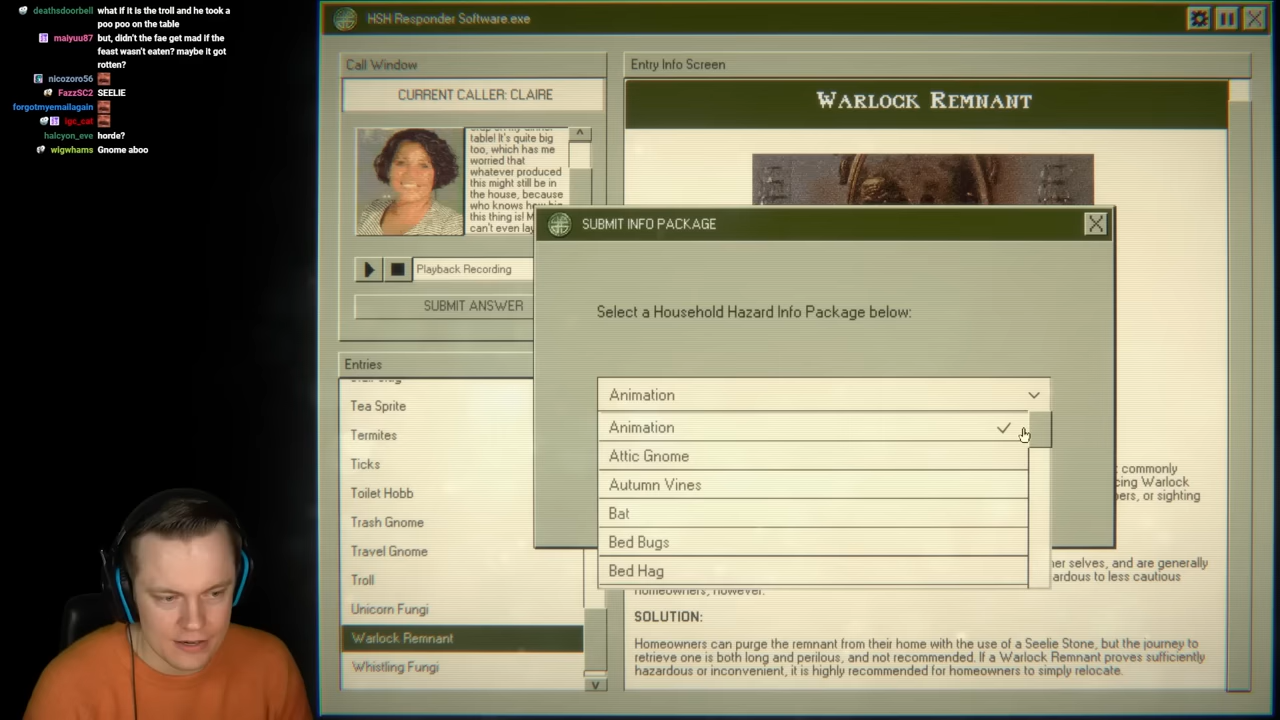 deathsdoorbell what if it is the troll and he took a
poo poo on the table
maiyuu87 but, didn't the fae get mad if the
feast wasn't eaten? maybe it got
rotten?
nicozoro56
FazzSC2 SEELIE
forgotmyemailagain
igc_cat
halcyon_eve horde?
wigwhams Gnome aboo
HSH Responder Software.exe
Call Window
CURRENT CALLER: CLAIRE
table! It's quite big
too, which has me
worried that
whatever produced
this might still be in
the house, because
who knows how big
this thing is!
can't even lay
Playback Recording
SUBMIT ANSWER
Entries
Tea Sprite
Termites
Ticks
Toilet Hobb
Trash Gnome
Travel Gnome
Troll
Unicorn Fungi
Warlock Remnant
Whistling Fungi
Entry Info Screen
WARLOCK REMNANT
SUBMIT INFO PACKAGE
Select a Household Hazard Info Package below:
Animation
Animation
Attic Gnome
Autumn Vines
Bat
Bed Bugs
Bed Hag
commonly
Warlock
or sighting
selves, and are generally
to less cautious
homeowners, however.
SOLUTION:
Homeowners can purge the remnant from their home with the use of a Seelie Stone, but the journey to
retrieve one is both long and perilous, and not recommended. If a Warlock Remnant proves sufficiently
hazardous or inconvenient, it is highly recommended for homeowners to simply relocate.